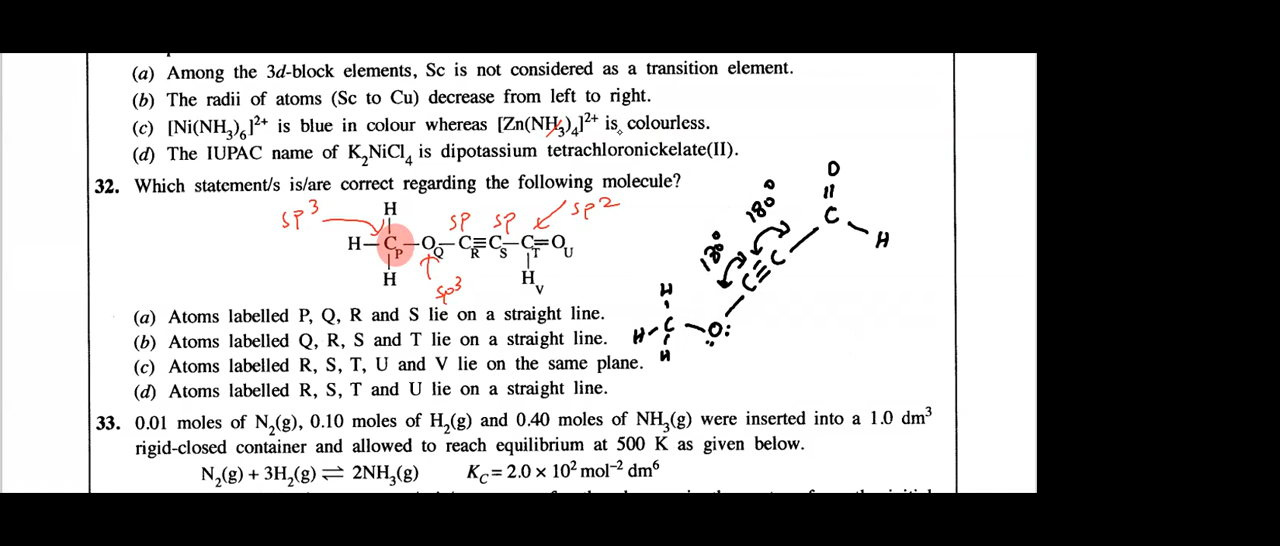 (a) Among the 3d-block elements, Sc is not considered as a transition element.
(b) The radii of atoms (Sc to Cu) decrease from left to right.
(c) [Ni(NH₃)₆]²⁺ is blue in colour whereas [Zn(NH₃)₄]²⁺ is colourless.
(d) The IUPAC name of K₂NiCl₄ is dipotassium tetrachloronickelate(II).
32. Which statement/s is/are correct regarding the following molecule?
sp³ H sp sp sp2
H–C–O–C≡C–C=O
P Q R S T U
H sp³ H V
O
ll
C
H
180° 180°
C≡C
H
H–C–O:
H
(a) Atoms labelled P, Q, R and S lie on a straight line.
(b) Atoms labelled Q, R, S and T lie on a straight line.
(c) Atoms labelled R, S, T, U and V lie on the same plane.
(d) Atoms labelled R, S, T and U lie on a straight line.
33. 0.01 moles of N₂(g), 0.10 moles of H₂(g) and 0.40 moles of NH₃(g) were inserted into a 1.0 dm³
rigid-closed container and allowed to reach equilibrium at 500 K as given below.
N₂(g) + 3H₂(g) ⇌ 2NH₃(g) K_C = 2.0 × 10² mol⁻² dm⁶